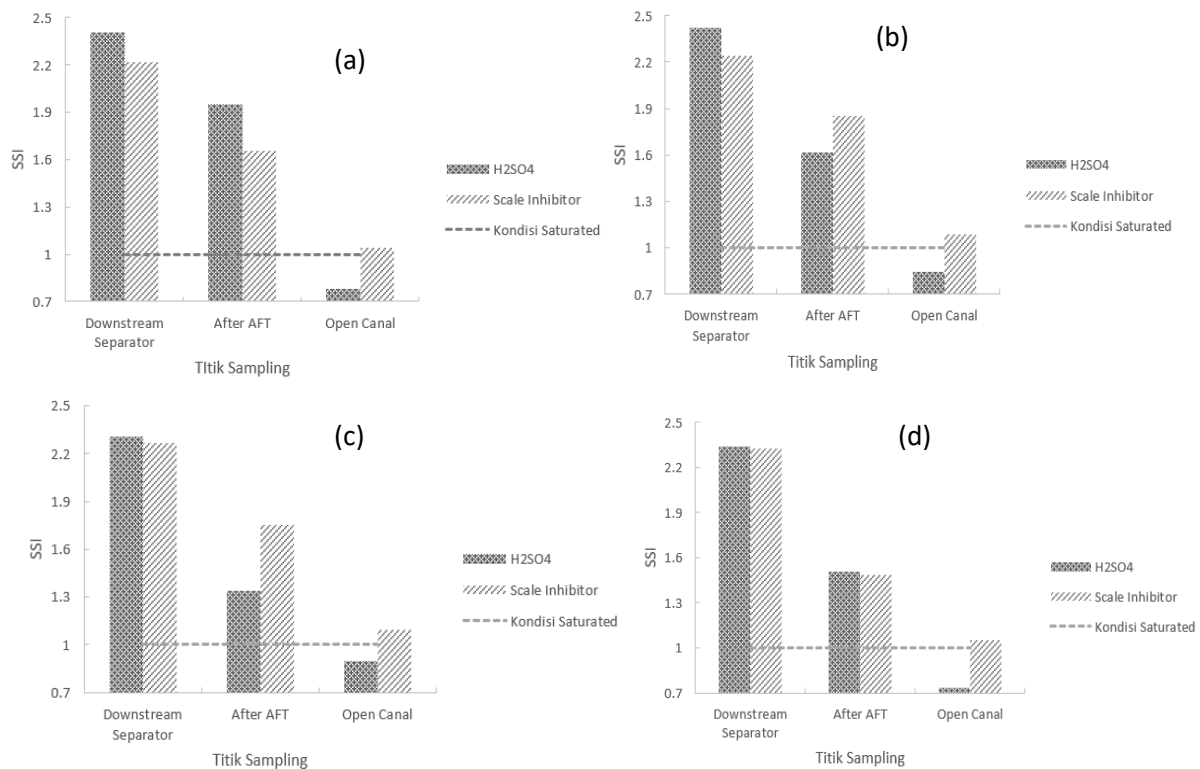 (a)
2.5
2.2
1.9
1.6
1.3
1
0.7
SSI
Downstream
Separator
After AFT
Open Canal
TItik Sampling
H2SO4
Scale Inhibitor
Kondisi Saturated
(b)
2.5
2.2
1.9
1.6
1.3
1
0.7
SSI
Downstream
Separator
After AFT
Open Canal
Titik Sampling
H2SO4
Scale Inhibitor
Kondisi Saturated
(c)
2.5
2.2
1.9
1.6
1.3
1
0.7
SSI
Downstream
Separator
After AFT
Open Canal
TItik Sampling
H2SO4
Scale Inhibitor
Kondisi Saturated
(d)
2.5
2.2
1.9
1.6
1.3
1
0.7
SSI
Downstream
Separator
After AFT
Open Canal
Titik Sampling
H2SO4
Scale Inhibitor
Kondisi Saturated